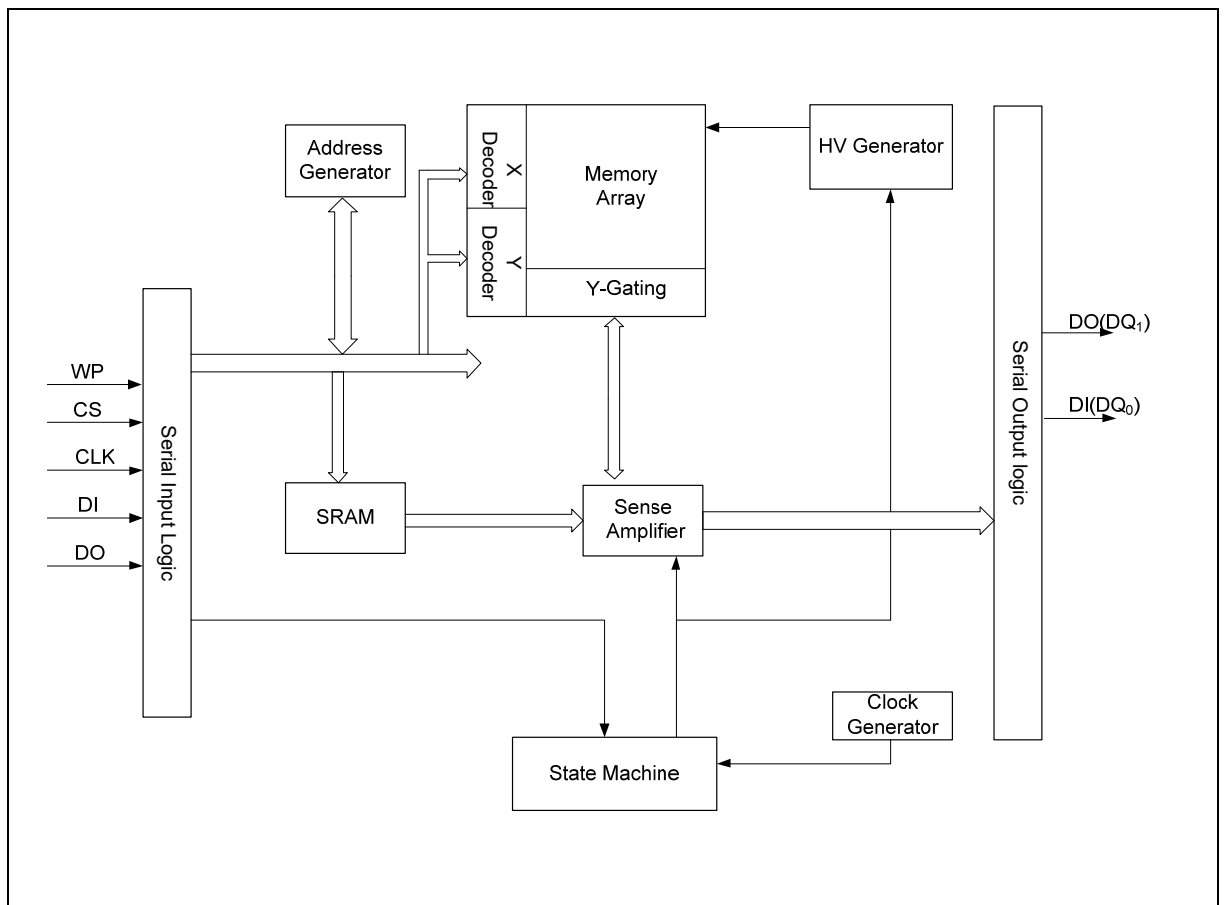 Address
Generator
X
Decoder
Y
Decoder
Memory
Array
Y-Gating
HV Generator
WP
CS
CLK
DI
DO
Serial Input Logic
SRAM
Sense
Amplifier
Serial Output logic
DO(DQ₁)
DI(DQ₀)
Clock
Generator
State Machine